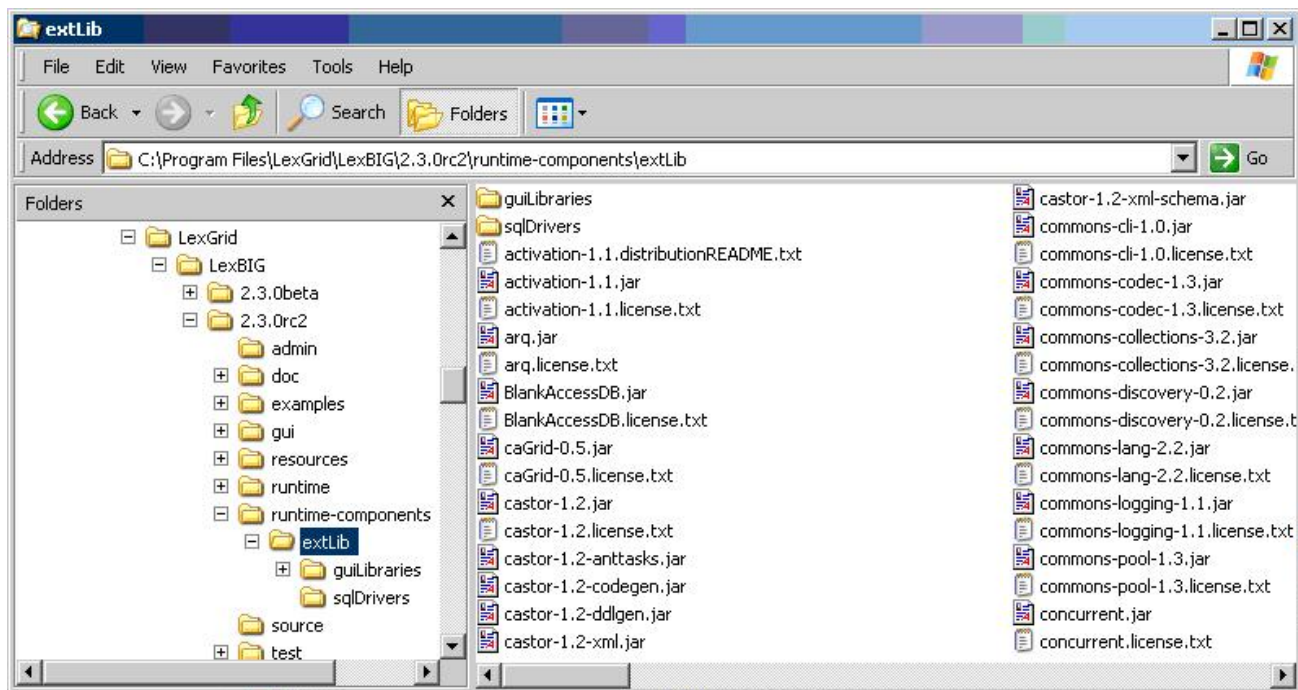 extLib
File Edit View Favorites Tools Help
Back Search Folders
Address C:\Program Files\LexGrid\LexBIG\2.3.0rc2\runtime-components\extLib Go
Folders
LexGrid
LexBIG
2.3.0beta
2.3.0rc2
admin
doc
examples
gui
resources
runtime
runtime-components
extLib
guiLibraries
sqlDrivers
source
test
guiLibraries
sqlDrivers
activation-1.1.distributionREADME.txt
activation-1.1.jar
activation-1.1.license.txt
arq.jar
arq.license.txt
BlankAccessDB.jar
BlankAccessDB.license.txt
caGrid-0.5.jar
caGrid-0.5.license.txt
castor-1.2.jar
castor-1.2.license.txt
castor-1.2-anttasks.jar
castor-1.2-codegen.jar
castor-1.2-ddlgen.jar
castor-1.2-xml.jar
castor-1.2-xml-schema.jar
commons-cli-1.0.jar
commons-cli-1.0.license.txt
commons-codec-1.3.jar
commons-codec-1.3.license.txt
commons-collections-3.2.jar
commons-collections-3.2.license.
commons-discovery-0.2.jar
commons-discovery-0.2.license.t
commons-lang-2.2.jar
commons-lang-2.2.license.txt
commons-logging-1.1.jar
commons-logging-1.1.license.txt
commons-pool-1.3.jar
commons-pool-1.3.license.txt
concurrent.jar
concurrent.license.txt